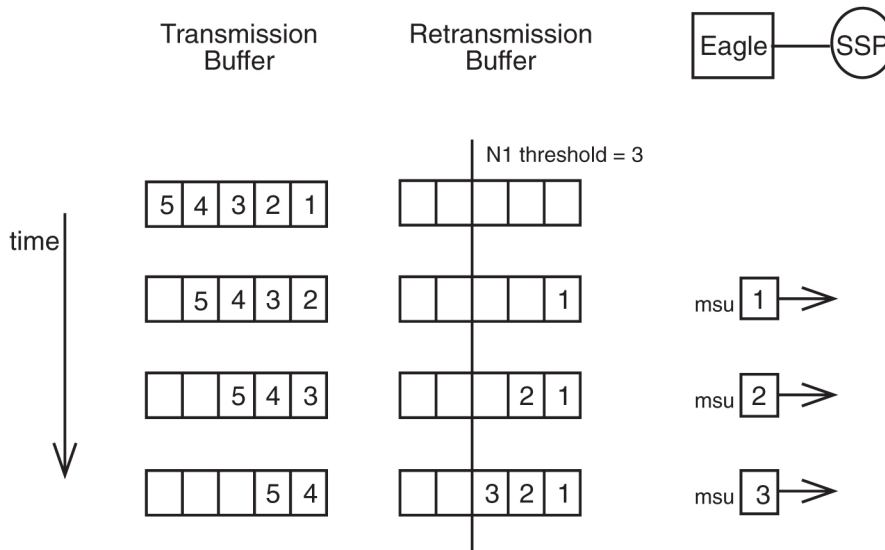 Transmission
Buffer
Retransmission
Buffer
Eagle
SSP
N1 threshold = 3
time
5 4 3 2 1
5 4 3 2
1
msu 1
5 4 3
2 1
msu 2
5 4
3 2 1
msu 3